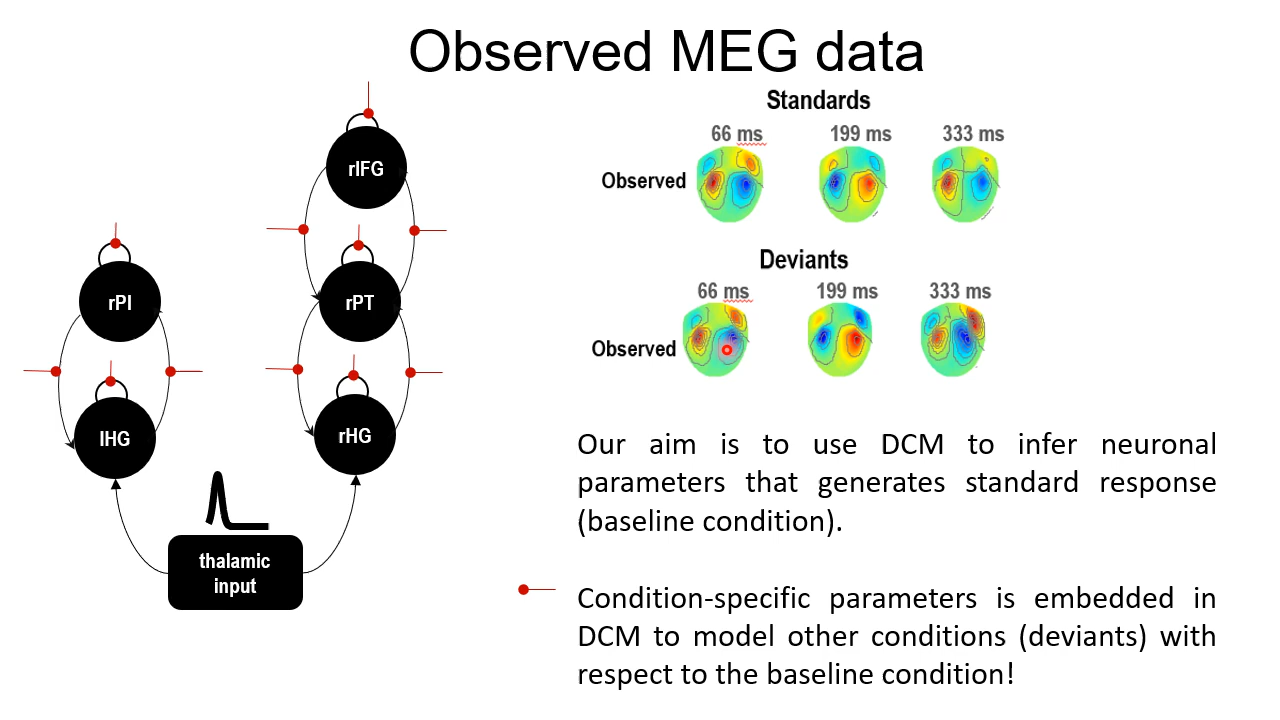 Observed MEG data
Standards
66 ms
199 ms
333 ms
Observed
Deviants
66 ms
199 ms
333 ms
Observed
rIFG
rPI
rPT
lHG
rHG
thalamic
input
Our aim is to use DCM to infer neuronal
parameters that generates standard response
(baseline condition).
Condition-specific parameters is embedded in
DCM to model other conditions (deviants) with
respect to the baseline condition!